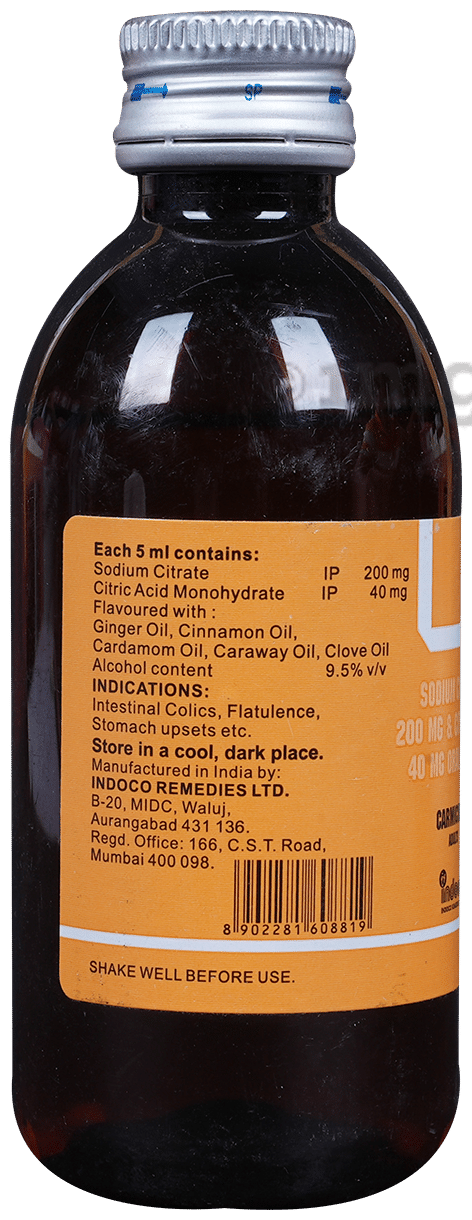 SP
Each 5 ml contains:
Sodium Citrate IP 200 mg
Citric Acid Monohydrate IP 40 mg
Flavoured with :
Ginger Oil, Cinnamon Oil,
Cardamom Oil, Caraway Oil, Clove Oil
Alcohol content 9.5% v/v
INDICATIONS:
Intestinal Colics, Flatulence,
Stomach upsets etc.
Store in a cool, dark place.
Manufactured in India by:
INDOCO REMEDIES LTD.
B-20, MIDC, Waluj,
Aurangabad 431 136.
Regd. Office: 166, C.S.T. Road,
Mumbai 400 098.
8 902281 608819
SHAKE WELL BEFORE USE.
SODIUM
200 MG &
40 MG